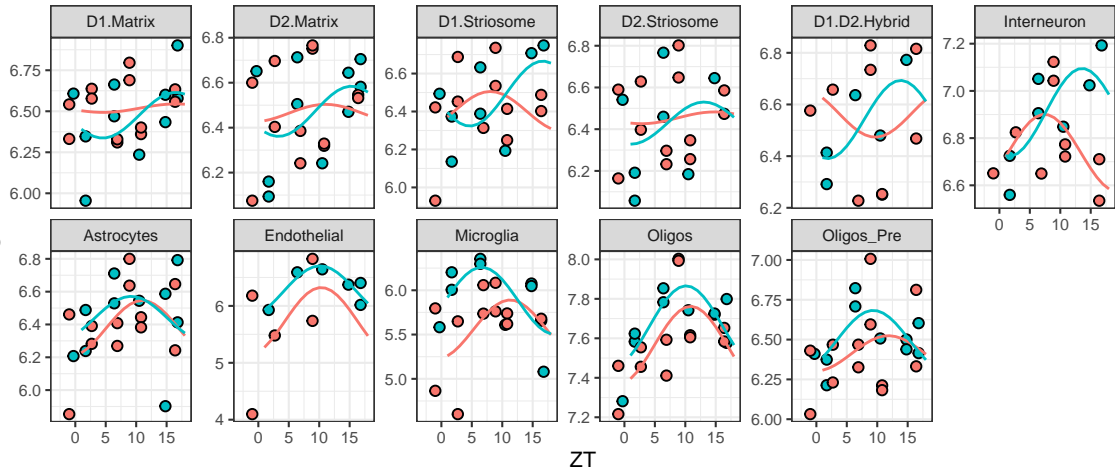 D1.Matrix D2.Matrix D1.Striosome D2.Striosome D1.D2.Hybrid Interneuron
6.75 6.50 6.25 6.00
6.8 6.6 6.4 6.2
6.6 6.4 6.2 6.0
6.8 6.6 6.4 6.2
6.8 6.6 6.4 6.2
7.2 7.0 6.8 6.6
0 5 10 15
Astrocytes Endothelial Microglia Oligos Oligos_Pre
6.8 6.6 6.4 6.2 6.0
6 5 4
6.0 5.5 5.0
7.8 7.6 7.4 7.2
7.00 6.75 6.50 6.25 6.00
0 5 10 15 0 5 10 15 0 5 10 15 0 5 10 15 0 5 10 15
ZT